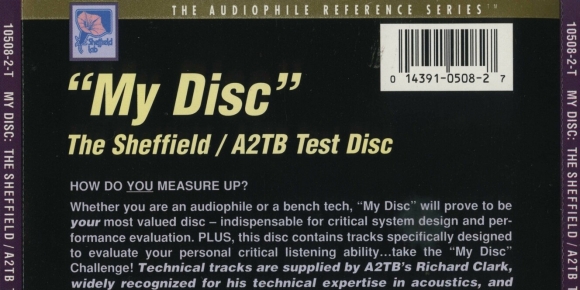 THE AUDIOPHILE REFERENCE SERIES™
Sheffield
Lab
0 14391-0508-2 7
"My Disc"
The Sheffield / A2TB Test Disc
HOW DO YOU MEASURE UP?
Whether you are an audiophile or a bench tech, "My Disc" will prove to be
your most valued disc – indispensable for critical system design and per-
formance evaluation. PLUS, this disc contains tracks specifically designed
to evaluate your personal critical listening ability...take the "My Disc"
Challenge! Technical tracks are supplied by A2TB's Richard Clark,
widely recognized for his technical expertise in acoustics, and
10508-2-T MY DISC: THE SHEFFIELD / A2TB
10508-2-T MY DISC: THE SHEFFIELD / A2TB